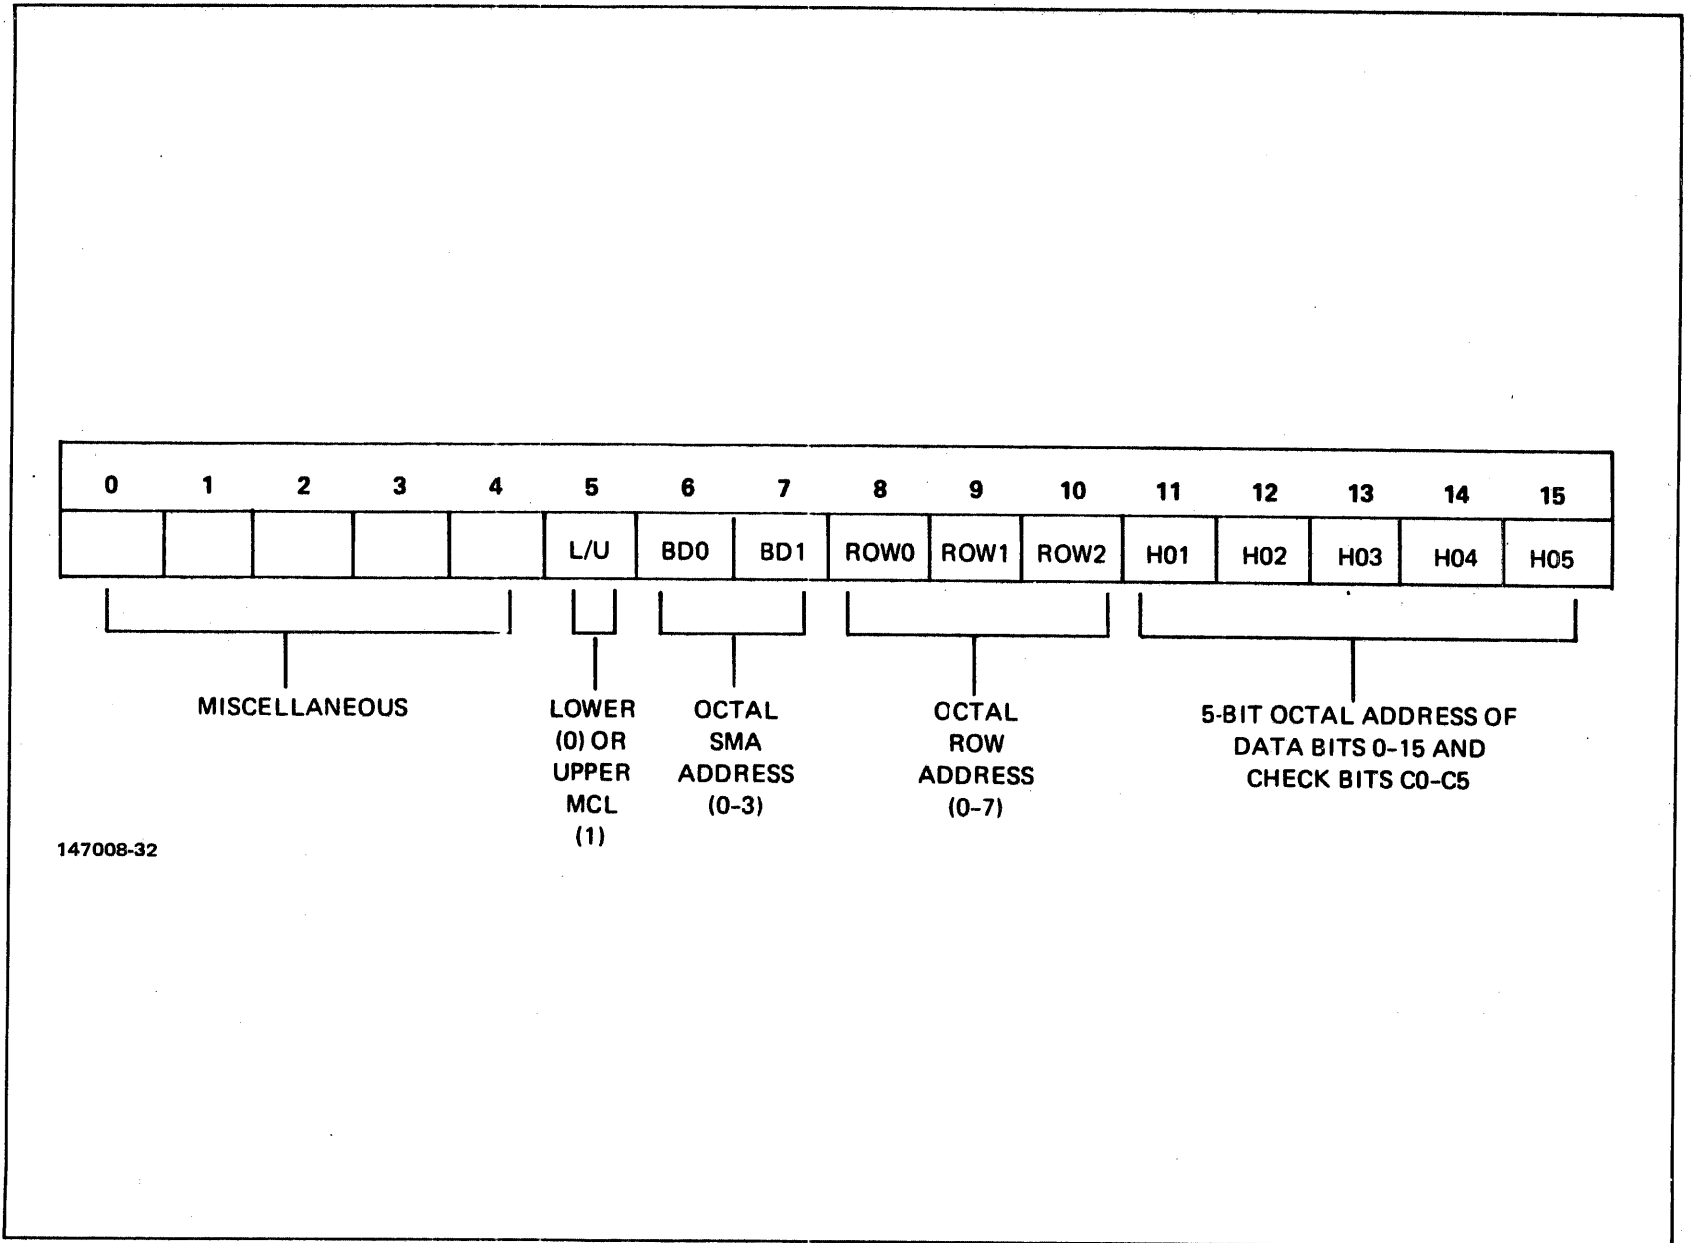 0 1 2 3 4 5 6 7 8 9 10 11 12 13 14 15
L/U BD0 BD1 ROW0 ROW1 ROW2 H01 H02 H03 H04 H05
MISCELLANEOUS
LOWER
(0) OR
UPPER
MCL
(1)
OCTAL
SMA
ADDRESS
(0-3)
OCTAL
ROW
ADDRESS
(0-7)
5-BIT OCTAL ADDRESS OF
DATA BITS 0-15 AND
CHECK BITS C0-C5
147008-32